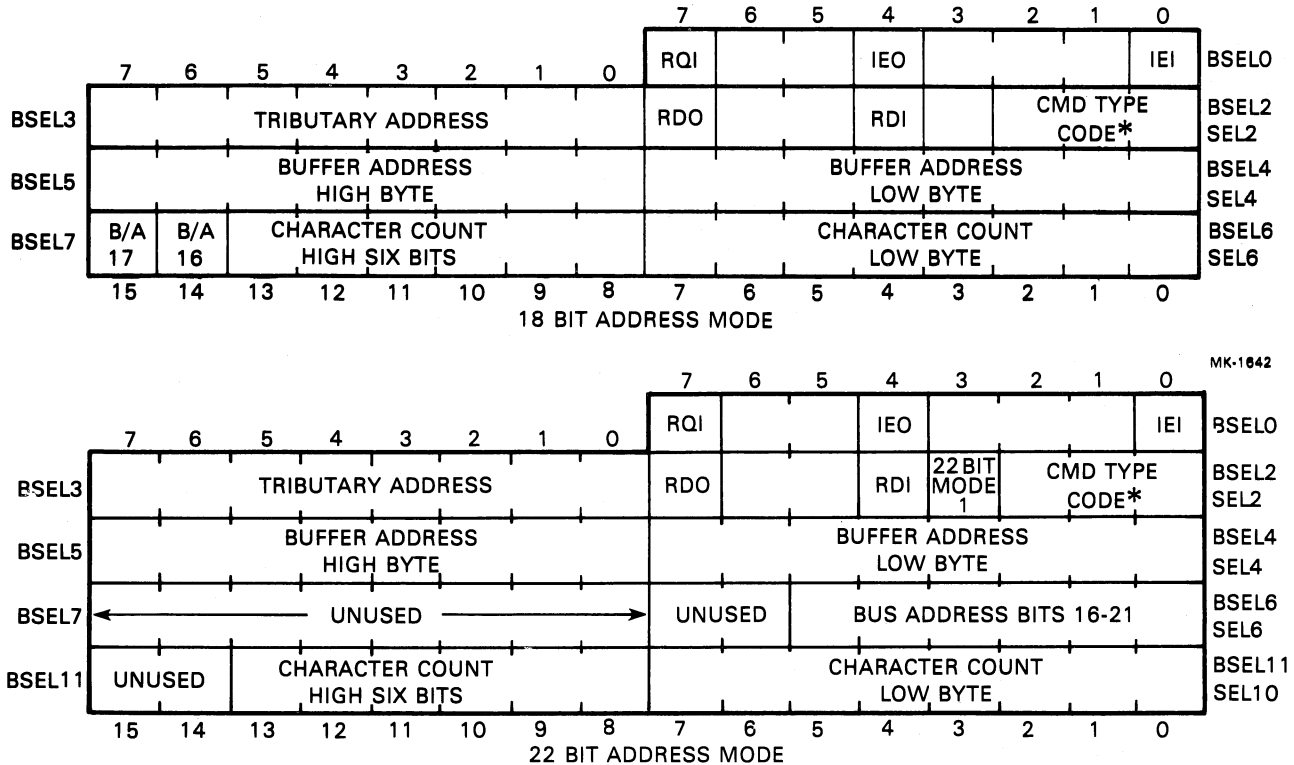 7 6 5 4 3 2 1 0
RQI IEO IEI BSEL0
7 6 5 4 3 2 1 0
BSEL3 TRIBUTARY ADDRESS RDO RDI CMD TYPE CODE* BSEL2 SEL2
BSEL5 BUFFER ADDRESS HIGH BYTE BUFFER ADDRESS LOW BYTE BSEL4 SEL4
BSEL7 B/A 17 B/A 16 CHARACTER COUNT HIGH SIX BITS CHARACTER COUNT LOW BYTE BSEL6 SEL6
15 14 13 12 11 10 9 8 7 6 5 4 3 2 1 0
18 BIT ADDRESS MODE
MK-1642
7 6 5 4 3 2 1 0
RQI IEO IEI BSEL0
7 6 5 4 3 2 1 0
BSEL3 TRIBUTARY ADDRESS RDO RDI 22 BIT MODE 1 CMD TYPE CODE* BSEL2 SEL2
BSEL5 BUFFER ADDRESS HIGH BYTE BUFFER ADDRESS LOW BYTE BSEL4 SEL4
BSEL7 UNUSED UNUSED BUS ADDRESS BITS 16-21 BSEL6 SEL6
BSEL11 UNUSED CHARACTER COUNT HIGH SIX BITS CHARACTER COUNT LOW BYTE BSEL11 SEL10
15 14 13 12 11 10 9 8 7 6 5 4 3 2 1 0
22 BIT ADDRESS MODE